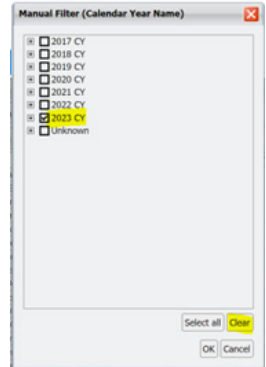 Manual Filter (Calendar Year Name)
2017 CY
2018 CY
2019 CY
2020 CY
2021 CY
2022 CY
2023 CY
Unknown
Select all Clear
OK Cancel